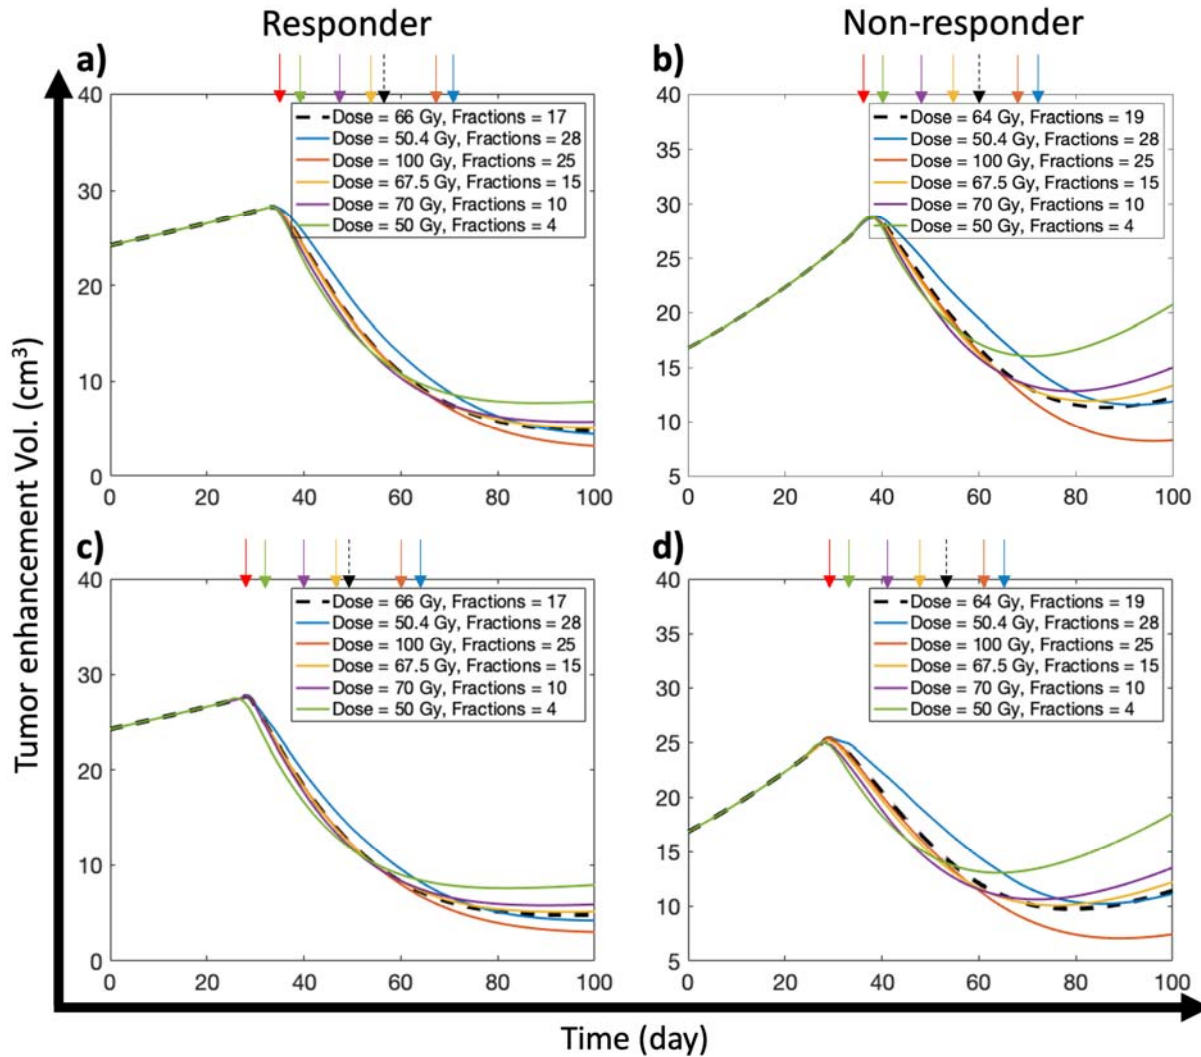 Responder
Non-responder
a)
b)
40
30
20
10
0
0 20 40 60 80 100
Dose = 66 Gy, Fractions = 17
Dose = 50.4 Gy, Fractions = 28
Dose = 100 Gy, Fractions = 25
Dose = 67.5 Gy, Fractions = 15
Dose = 70 Gy, Fractions = 10
Dose = 50 Gy, Fractions = 4
40
35
30
25
20
15
10
5
0 20 40 60 80 100
Dose = 64 Gy, Fractions = 19
Dose = 50.4 Gy, Fractions = 28
Dose = 100 Gy, Fractions = 25
Dose = 67.5 Gy, Fractions = 15
Dose = 70 Gy, Fractions = 10
Dose = 50 Gy, Fractions = 4
c)
d)
40
30
20
10
0
0 20 40 60 80 100
Dose = 66 Gy, Fractions = 17
Dose = 50.4 Gy, Fractions = 28
Dose = 100 Gy, Fractions = 25
Dose = 67.5 Gy, Fractions = 15
Dose = 70 Gy, Fractions = 10
Dose = 50 Gy, Fractions = 4
40
35
30
25
20
15
10
5
0 20 40 60 80 100
Dose = 64 Gy, Fractions = 19
Dose = 50.4 Gy, Fractions = 28
Dose = 100 Gy, Fractions = 25
Dose = 67.5 Gy, Fractions = 15
Dose = 70 Gy, Fractions = 10
Dose = 50 Gy, Fractions = 4
Tumor enhancement Vol. (cm³)
Time (day)